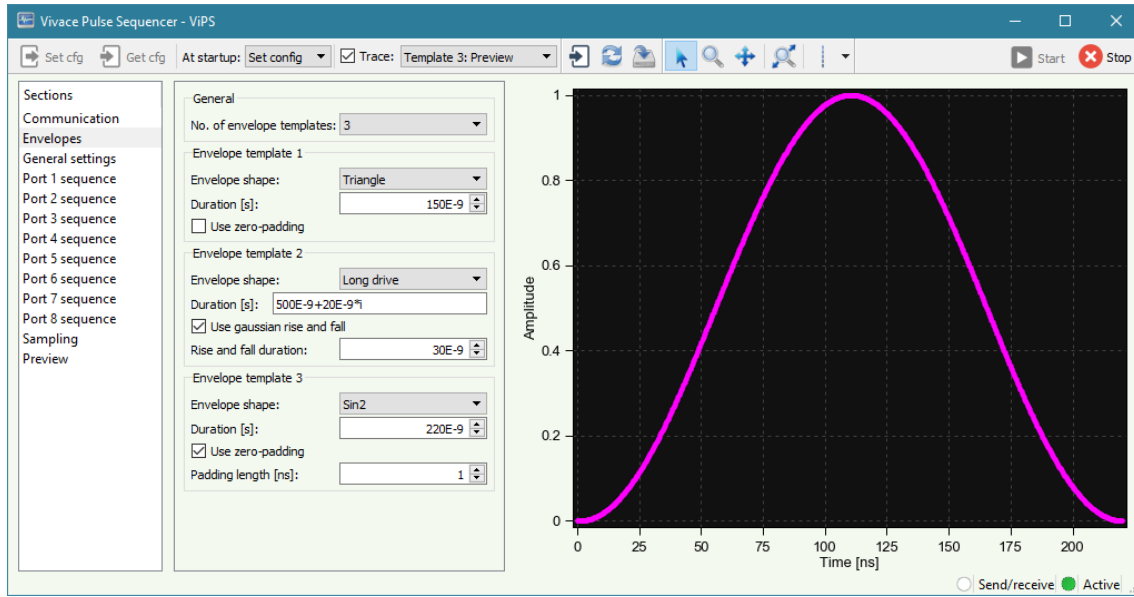 Vivace Pulse Sequencer - ViPS
Set cfg Get cfg At startup: Set config Trace: Template 3: Preview Start Stop
Sections
Communication
Envelopes
General settings
Port 1 sequence
Port 2 sequence
Port 3 sequence
Port 4 sequence
Port 5 sequence
Port 6 sequence
Port 7 sequence
Port 8 sequence
Sampling
Preview
General
No. of envelope templates: 3
Envelope template 1
Envelope shape: Triangle
Duration [s]: 150E-9
Use zero-padding
Envelope template 2
Envelope shape: Long drive
Duration [s]: 500E-9+20E-9*i
Use gaussian rise and fall
Rise and fall duration: 30E-9
Envelope template 3
Envelope shape: Sin2
Duration [s]: 220E-9
Use zero-padding
Padding length [ns]: 1
Amplitude
1
0.8
0.6
0.4
0.2
0
0 25 50 75 100 125 150 175 200
Time [ns]
Send/receive Active